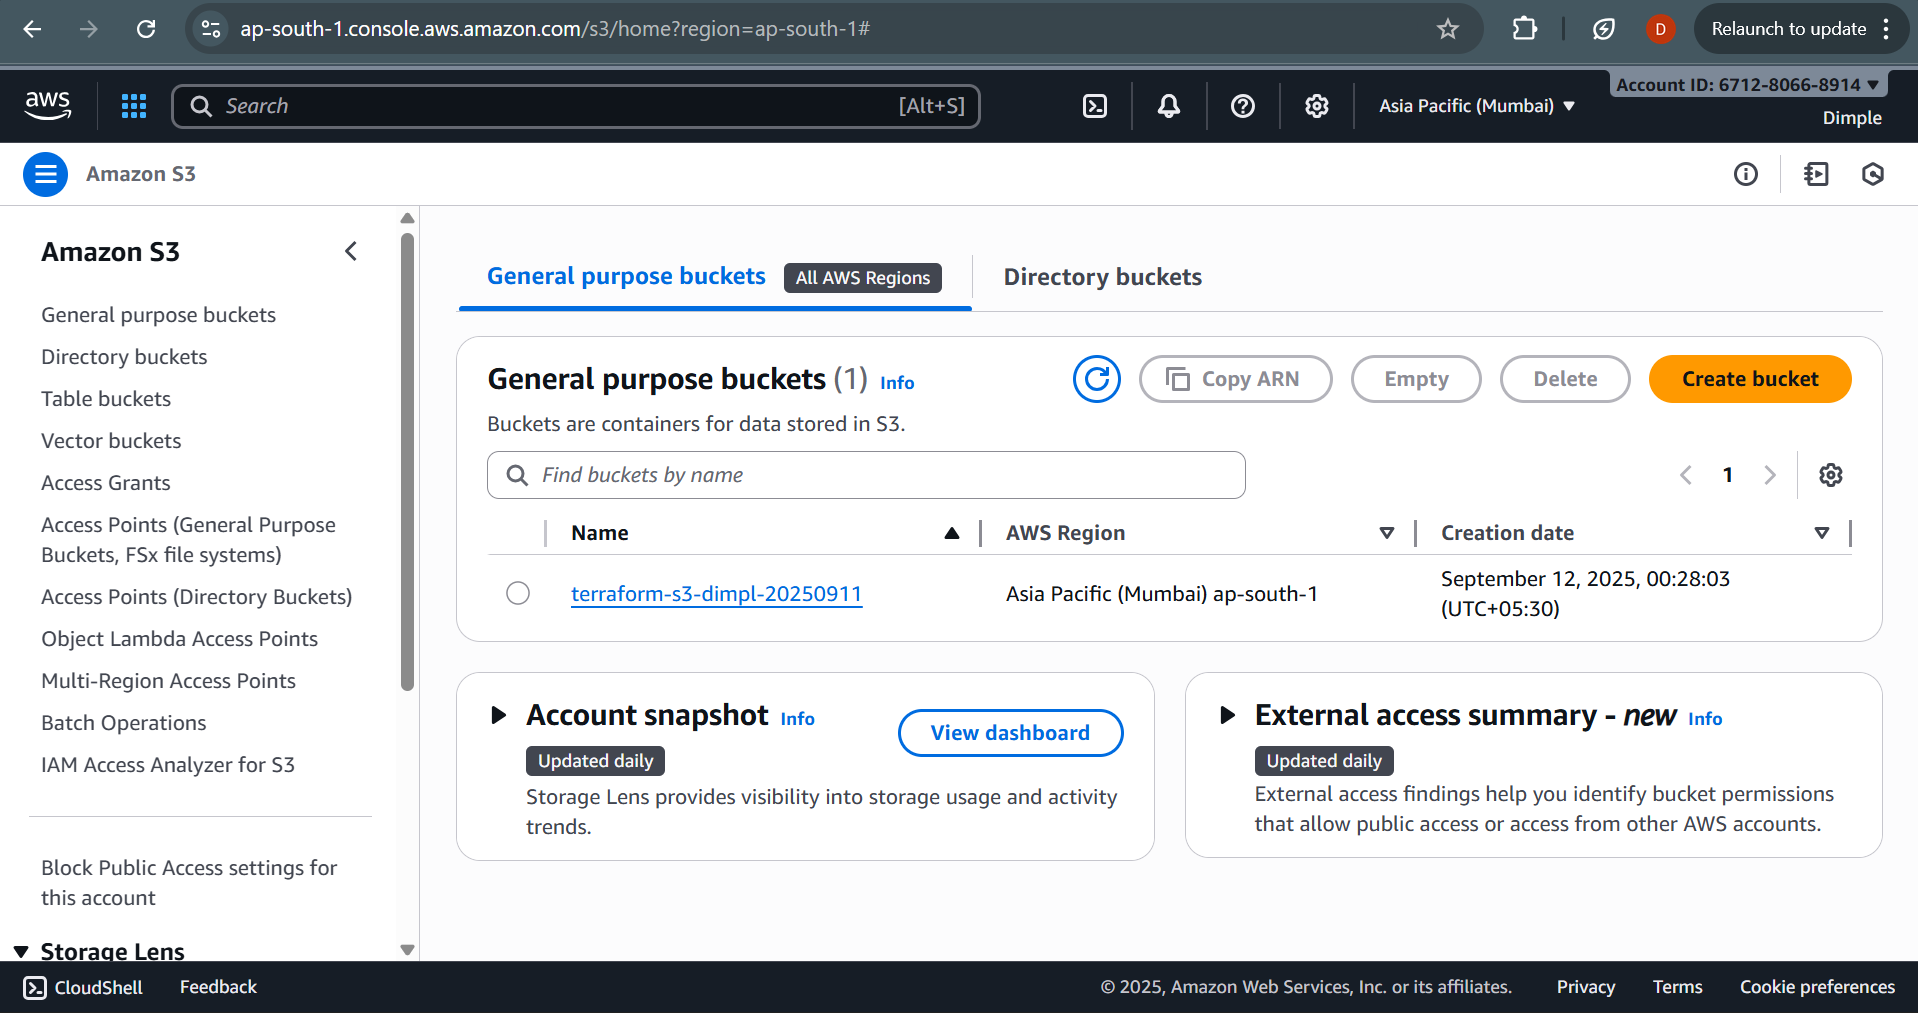 ap-south-1.console.aws.amazon.com/s3/home?region=ap-south-1#
D
Relaunch to update
aws
Search
[Alt+S]
Asia Pacific (Mumbai)
Account ID: 6712-8066-8914
Dimple
Amazon S3
Amazon S3
General purpose buckets
Directory buckets
Table buckets
Vector buckets
Access Grants
Access Points (General Purpose
Buckets, FSx file systems)
Access Points (Directory Buckets)
Object Lambda Access Points
Multi-Region Access Points
Batch Operations
IAM Access Analyzer for S3
Block Public Access settings for
this account
Storage Lens
General purpose buckets
All AWS Regions
Directory buckets
General purpose buckets (1) Info
Copy ARN
Empty
Delete
Create bucket
Buckets are containers for data stored in S3.
Find buckets by name
1
Name
AWS Region
Creation date
terraform-s3-dimpl-20250911
Asia Pacific (Mumbai) ap-south-1
September 12, 2025, 00:28:03
(UTC+05:30)
Account snapshot Info
View dashboard
Updated daily
Storage Lens provides visibility into storage usage and activity
trends.
External access summary - new Info
Updated daily
External access findings help you identify bucket permissions
that allow public access or access from other AWS accounts.
CloudShell
Feedback
© 2025, Amazon Web Services, Inc. or its affiliates.
Privacy
Terms
Cookie preferences